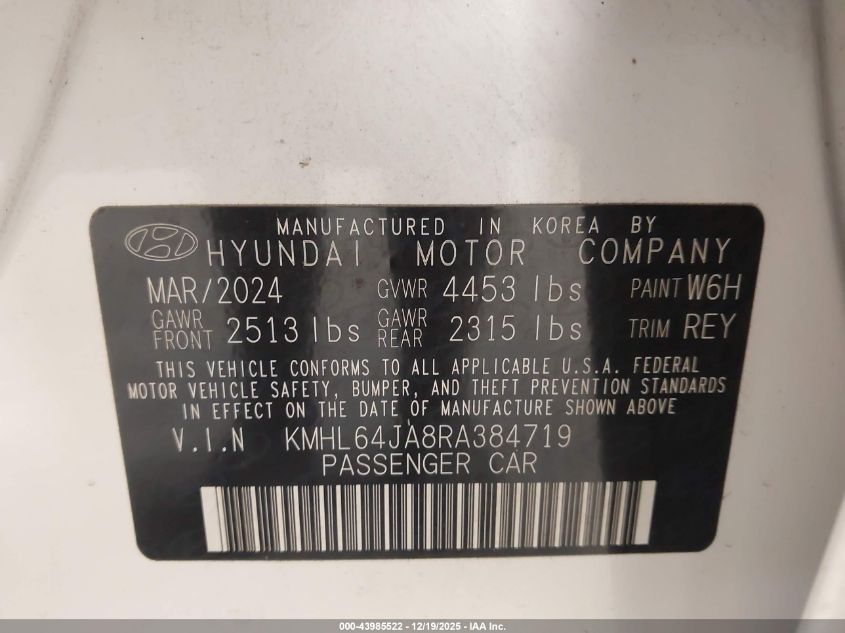 MANUFACTURED IN KOREA BY
HYUNDAI MOTOR COMPANY
MAR/2024 GVWR 4453 lbs PAINT W6H
GAWR FRONT 2513 lbs GAWR REAR 2315 lbs TRIM REY
THIS VEHICLE CONFORMS TO ALL APPLICABLE U.S.A. FEDERAL
MOTOR VEHICLE SAFETY, BUMPER, AND THEFT PREVENTION STANDARDS
IN EFFECT ON THE DATE OF MANUFACTURE SHOWN ABOVE
V.I.N KMHL64JA8RA384719
PASSENGER CAR
000-43985522 - 12/19/2025 - IAA Inc.